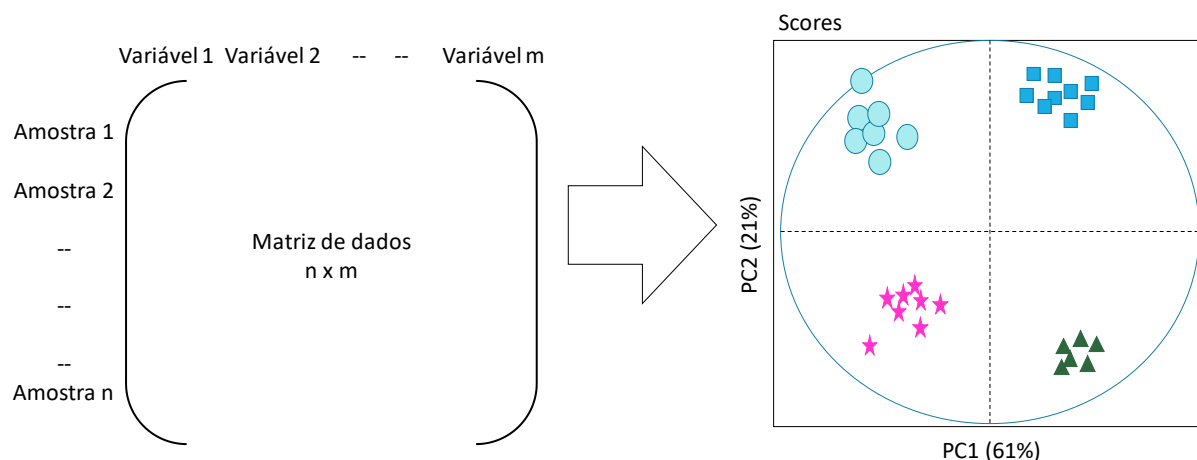 Scores
Variável 1 Variável 2 -- -- Variável m
Amostra 1
Amostra 2
--
--
--
Amostra n
Matriz de dados
n x m
PC2 (21%)
PC1 (61%)